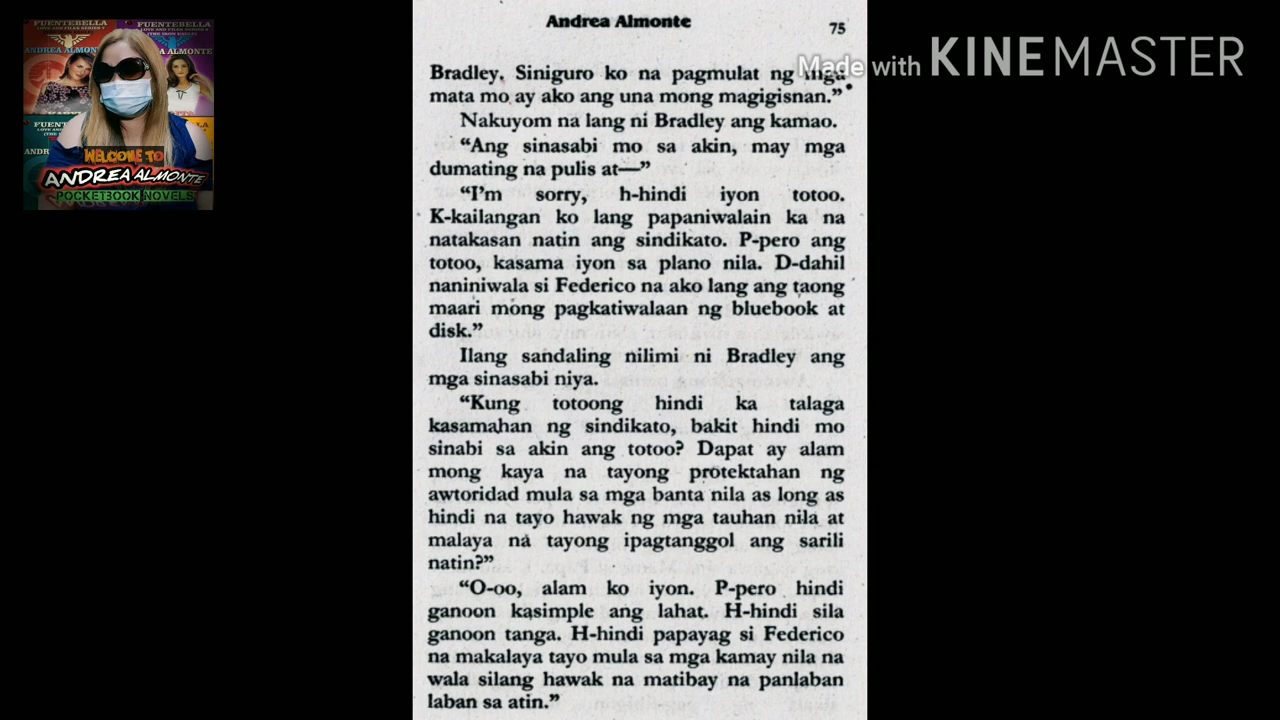 Andrea Almonte
75
Made with KINEMASTER
Bradley. Siniguro ko na pagmulat ng mga
mata mo ay ako ang una mong magigisnan.”
Nakuyom na lang ni Bradley ang kamao.
“Ang sinasabi mo sa akin, may mga
dumating na pulis at—”
“I’m sorry, h-hindi iyon totoo.
K-kailangan ko lang papaniwalain ka na
natakasan natin ang sindikato. P-pero ang
totoo, kasama iyon sa plano nila. D-dahil
naniniwala si Federico na ako lang ang taong
maari mong pagkatiwalaan ng bluebook at
disk.”
Ilang sandaling nilimi ni Bradley ang
mga sinasabi niya.
“Kung totoong hindi ka talaga
kasamahan ng sindikato, bakit hindi mo
sinabi sa akin ang totoo? Dapat ay alam
mong kaya na tayong protektahan ng
awtoridad mula sa mga banta nila as long as
hindi na tayo hawak ng mga tauhan nila at
malaya na tayong ipagtanggol ang sarili
natin?”
“O-oo, alam ko iyon. P-pero hindi
ganoon kasimple ang lahat. H-hindi sila
ganoon tanga. H-hindi papayag si Federico
na makalaya tayo mula sa mga kamay nila na
wala silang hawak na matibay na panlaban
laban sa atin.”
FUENTEBELLA
FUENTEBELLA
ANDREA ALMONTE
ALMONTE
FUENTEB
ANDR
WELCOME TO
ANDREA ALMONTE
POCKETBOOK NOVELS